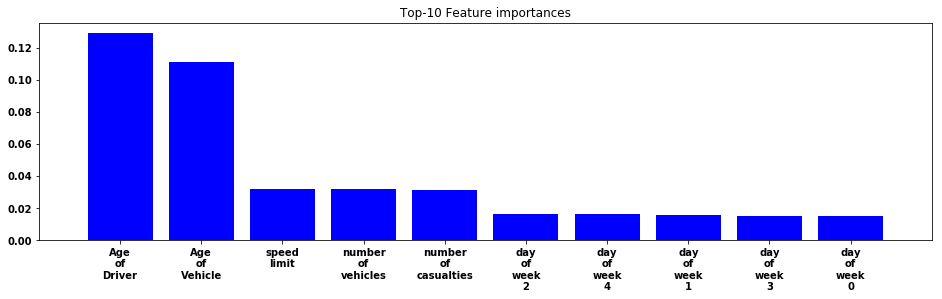 Top-10 Feature importances
0.12
0.10
0.08
0.06
0.04
0.02
0.00
Age
of
Driver
Age
of
Vehicle
speed
limit
number
of
vehicles
number
of
casualties
day
of
week
2
day
of
week
4
day
of
week
1
day
of
week
3
day
of
week
0